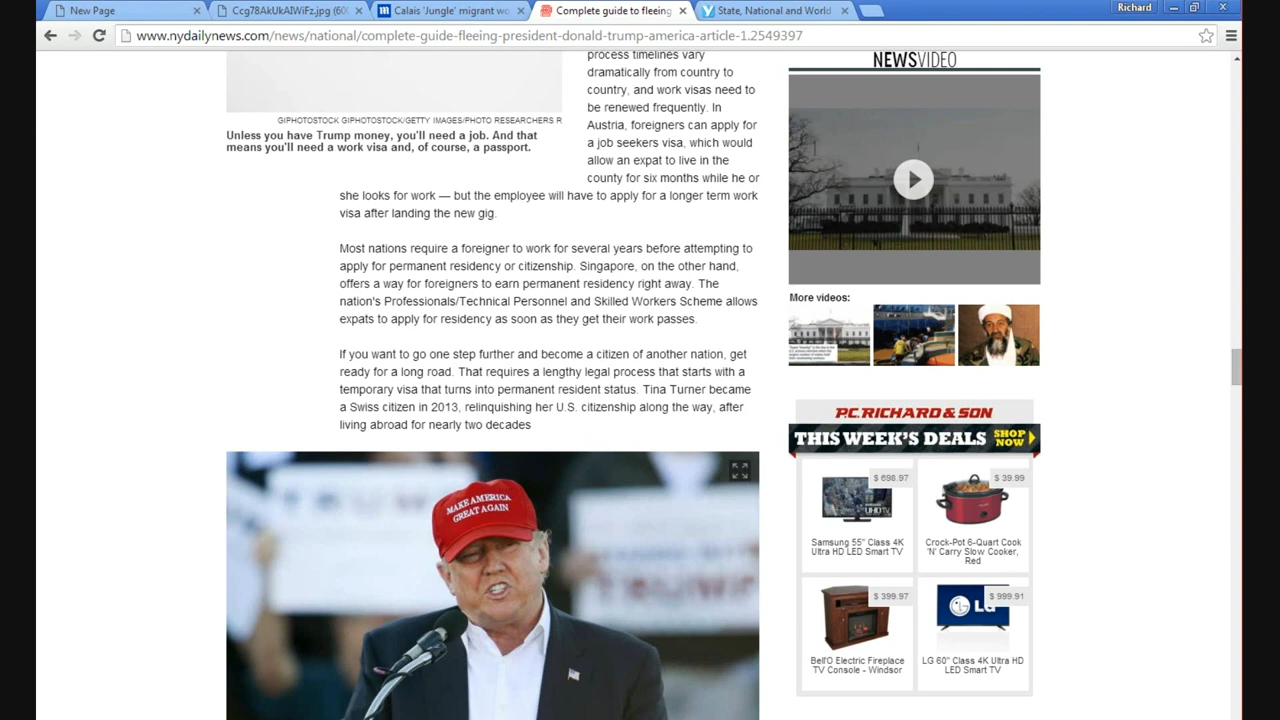 New Page
Ccg78AkUkAIWiFz.jpg (60
Calais 'Jungle' migrant wo
Complete guide to fleeing
State, National and World
Richard
www.nydailynews.com/news/national/complete-guide-fleeing-president-donald-trump-america-article-1.2549397
GIPHOTOSTOCK GIPHOTOSTOCK/GETTY IMAGES/PHOTO RESEARCHERS R
Unless you have Trump money, you'll need a job. And that
means you'll need a work visa and, of course, a passport.
process timelines vary
dramatically from country to
country, and work visas need to
be renewed frequently. In
Austria, foreigners can apply for
a job seekers visa, which would
allow an expat to live in the
county for six months while he or
she looks for work — but the employee will have to apply for a longer term work
visa after landing the new gig.
Most nations require a foreigner to work for several years before attempting to
apply for permanent residency or citizenship. Singapore, on the other hand,
offers a way for foreigners to earn permanent residency right away. The
nation's Professionals/Technical Personnel and Skilled Workers Scheme allows
expats to apply for residency as soon as they get their work passes.
If you want to go one step further and become a citizen of another nation, get
ready for a long road. That requires a lengthy legal process that starts with a
temporary visa that turns into permanent resident status. Tina Turner became
a Swiss citizen in 2013, relinquishing her U.S. citizenship along the way, after
living abroad for nearly two decades
MAKE AMERICA
GREAT AGAIN
NEWSVIDEO
More videos:
P.C. RICHARD & SON
THIS WEEK'S DEALS SHOP NOW
$ 698.97
UHDTV
Samsung 55" Class 4K
Ultra HD LED Smart TV
$ 39.99
Crock-Pot 6-Quart Cook
'N' Carry Slow Cooker,
Red
$ 399.97
Bell'O Electric Fireplace
TV Console - Windsor
$ 999.91
LG
LG 60" Class 4K Ultra HD
LED Smart TV